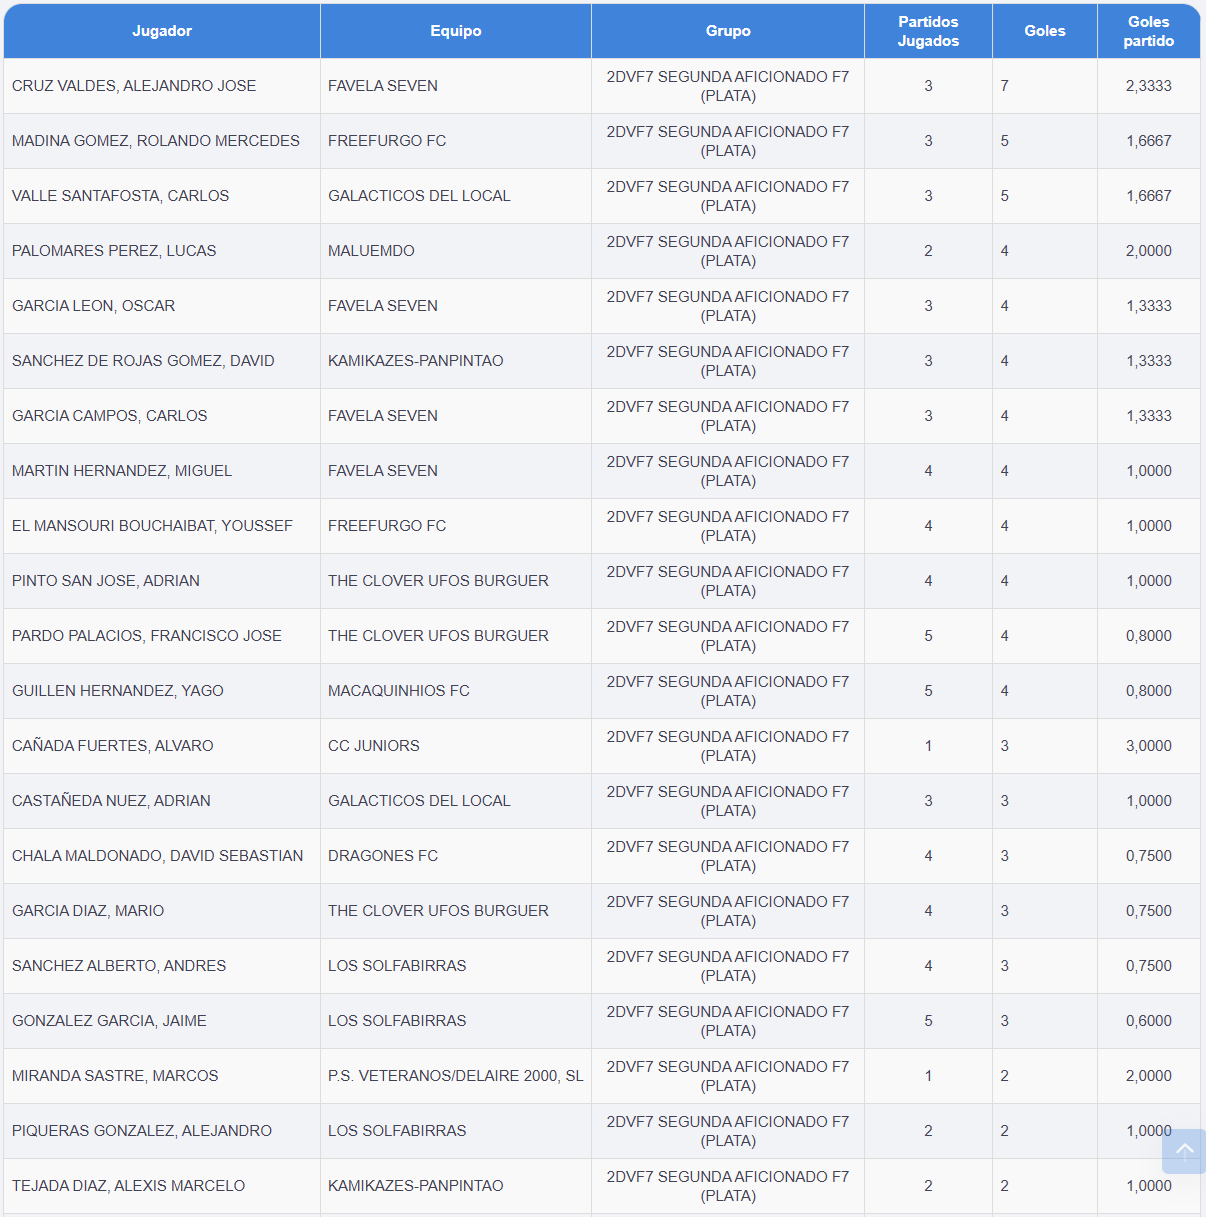 Jugador Equipo Grupo Partidos Jugados Goles Goles partido
CRUZ VALDES, ALEJANDRO JOSE FAVELA SEVEN 2DVF7 SEGUNDA AFICIONADO F7 (PLATA) 3 7 2,3333
MADINA GOMEZ, ROLANDO MERCEDES FREEFURGO FC 2DVF7 SEGUNDA AFICIONADO F7 (PLATA) 3 5 1,6667
VALLE SANTAFOSTA, CARLOS GALACTICOS DEL LOCAL 2DVF7 SEGUNDA AFICIONADO F7 (PLATA) 3 5 1,6667
PALOMARES PEREZ, LUCAS MALUEMDO 2DVF7 SEGUNDA AFICIONADO F7 (PLATA) 2 4 2,0000
GARCIA LEON, OSCAR FAVELA SEVEN 2DVF7 SEGUNDA AFICIONADO F7 (PLATA) 3 4 1,3333
SANCHEZ DE ROJAS GOMEZ, DAVID KAMIKAZES-PANPINTAO 2DVF7 SEGUNDA AFICIONADO F7 (PLATA) 3 4 1,3333
GARCIA CAMPOS, CARLOS FAVELA SEVEN 2DVF7 SEGUNDA AFICIONADO F7 (PLATA) 3 4 1,3333
MARTIN HERNANDEZ, MIGUEL FAVELA SEVEN 2DVF7 SEGUNDA AFICIONADO F7 (PLATA) 4 4 1,0000
EL MANSOURI BOUCHAIBAT, YOUSSEF FREEFURGO FC 2DVF7 SEGUNDA AFICIONADO F7 (PLATA) 4 4 1,0000
PINTO SAN JOSE, ADRIAN THE CLOVER UFOS BURGUER 2DVF7 SEGUNDA AFICIONADO F7 (PLATA) 4 4 1,0000
PARDO PALACIOS, FRANCISCO JOSE THE CLOVER UFOS BURGUER 2DVF7 SEGUNDA AFICIONADO F7 (PLATA) 5 4 0,8000
GUILLEN HERNANDEZ, YAGO MACAQUINHIOS FC 2DVF7 SEGUNDA AFICIONADO F7 (PLATA) 5 4 0,8000
CAÑADA FUERTES, ALVARO CC JUNIORS 2DVF7 SEGUNDA AFICIONADO F7 (PLATA) 1 3 3,0000
CASTAÑEDA NUEZ, ADRIAN GALACTICOS DEL LOCAL 2DVF7 SEGUNDA AFICIONADO F7 (PLATA) 3 3 1,0000
CHALA MALDONADO, DAVID SEBASTIAN DRAGONES FC 2DVF7 SEGUNDA AFICIONADO F7 (PLATA) 4 3 0,7500
GARCIA DIAZ, MARIO THE CLOVER UFOS BURGUER 2DVF7 SEGUNDA AFICIONADO F7 (PLATA) 4 3 0,7500
SANCHEZ ALBERTO, ANDRES LOS SOLFABIRRAS 2DVF7 SEGUNDA AFICIONADO F7 (PLATA) 4 3 0,7500
GONZALEZ GARCIA, JAIME LOS SOLFABIRRAS 2DVF7 SEGUNDA AFICIONADO F7 (PLATA) 5 3 0,6000
MIRANDA SASTRE, MARCOS P.S. VETERANOS/DELAIRE 2000, SL 2DVF7 SEGUNDA AFICIONADO F7 (PLATA) 1 2 2,0000
PIQUERAS GONZALEZ, ALEJANDRO LOS SOLFABIRRAS 2DVF7 SEGUNDA AFICIONADO F7 (PLATA) 2 2 1,0000
TEJADA DIAZ, ALEXIS MARCELO KAMIKAZES-PANPINTAO 2DVF7 SEGUNDA AFICIONADO F7 (PLATA) 2 2 1,0000